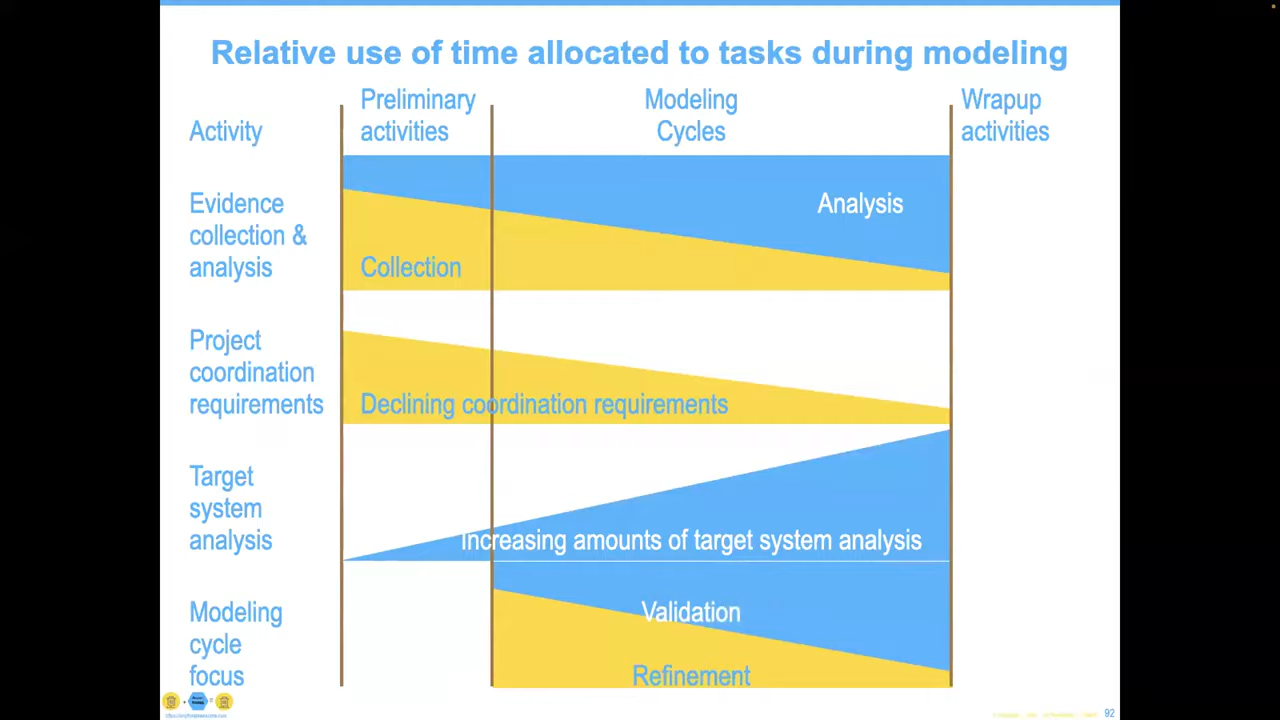 Relative use of time allocated to tasks during modeling
Activity
Preliminary
activities
Modeling
Cycles
Wrapup
activities
Evidence
collection &
analysis
Analysis
Collection
Project
coordination
requirements
Declining coordination requirements
Target
system
analysis
Increasing amounts of target system analysis
Modeling
cycle
focus
Validation
Refinement
92